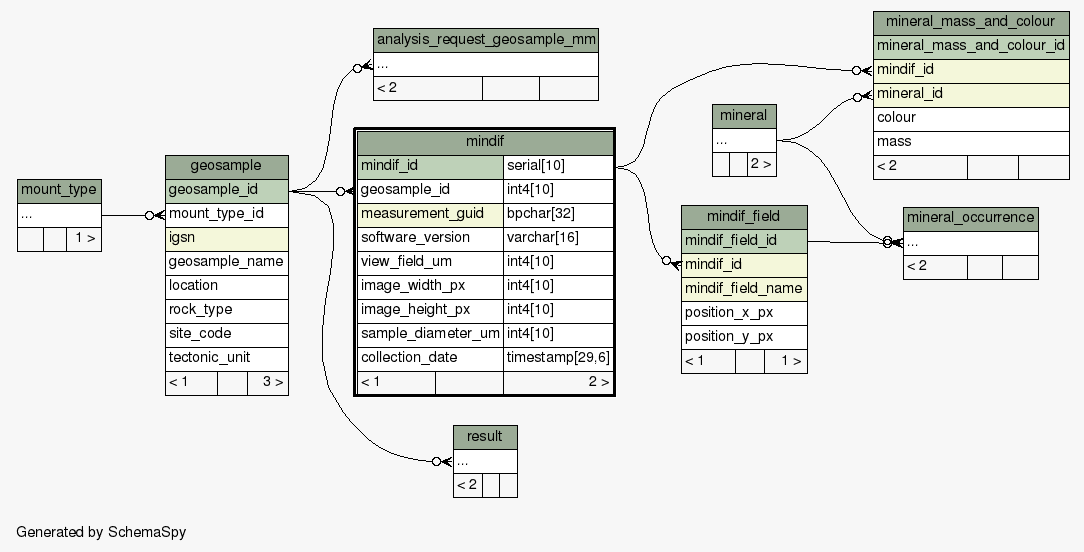 mount_type
...
1 >
geosample
geosample_id
mount_type_id
igsn
geosample_name
location
rock_type
site_code
tectonic_unit
< 1 3 >
analysis_request_geosample_mm
...
< 2
mindif
mindif_id serial[10]
geosample_id int4[10]
measurement_guid bpchar[32]
software_version varchar[16]
view_field_um int4[10]
image_width_px int4[10]
image_height_px int4[10]
sample_diameter_um int4[10]
collection_date timestamp[29,6]
< 1 2 >
result
...
< 2
mineral
...
2 >
mindif_field
mindif_field_id
mindif_id
mindif_field_name
position_x_px
position_y_px
< 1 1 >
mineral_mass_and_colour
mineral_mass_and_colour_id
mindif_id
mineral_id
colour
mass
< 2
mineral_occurrence
...
< 2
Generated by SchemaSpy